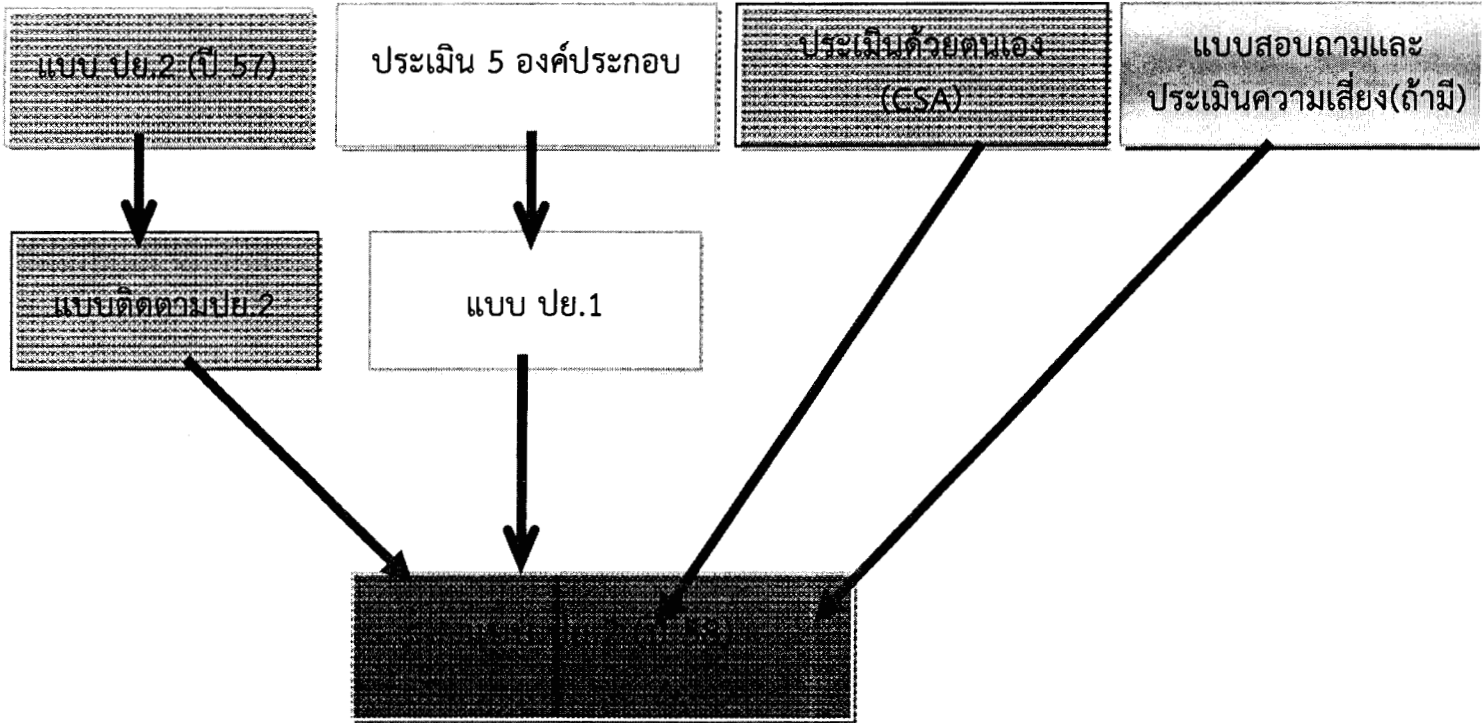 แบบ ปย.2 (ปี 57)
ประเมิน 5 องค์ประกอบ
ประเมินด้วยตนเอง
(CSA)
แบบสอบถามและ
ประเมินความเสี่ยง(ถ้ามี)
แบบติดตามปย.2
แบบ ปย.1